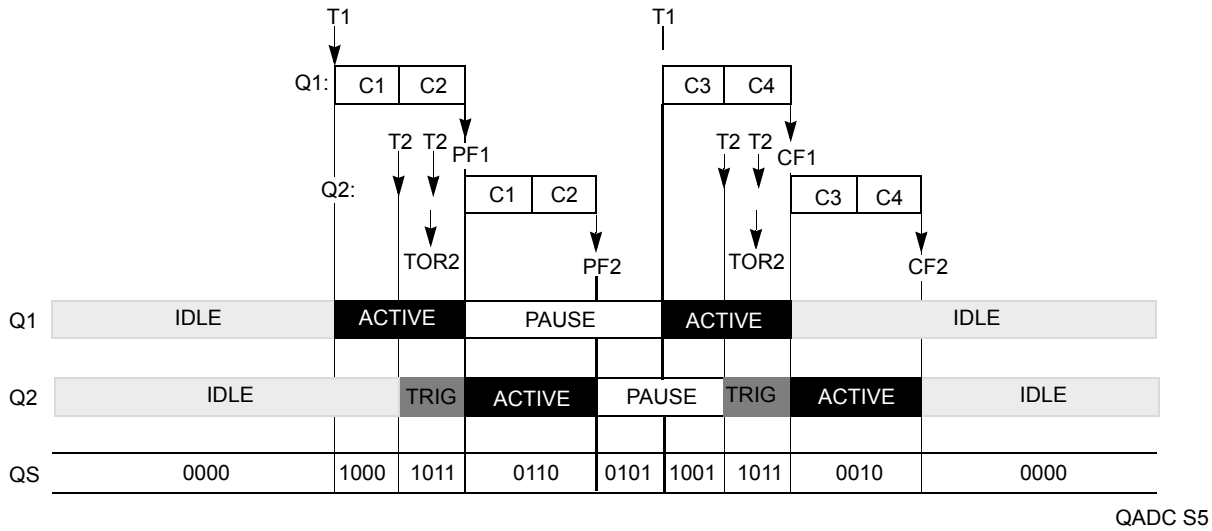 T1 T1
Q1: C1 C2 C3 C4
T2 T2 PF1 T2 T2 CF1
Q2: C1 C2 C3 C4
TOR2 PF2 TOR2 CF2
Q1 IDLE ACTIVE PAUSE ACTIVE IDLE
Q2 IDLE TRIG ACTIVE PAUSE TRIG ACTIVE IDLE
QS 0000 1000 1011 0110 0101 1001 1011 0010 0000
QADC S5